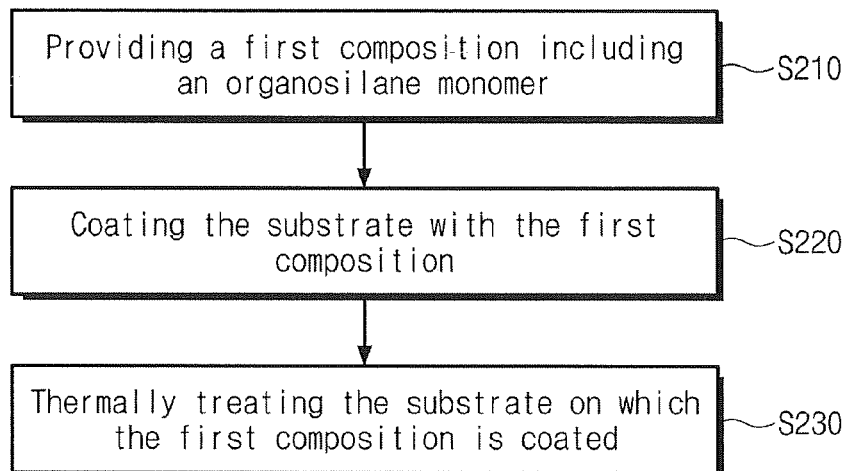 Providing a first composition including
an organosilane monomer
S210
Coating the substrate with the first
composition
S220
Thermally treating the substrate on which
the first composition is coated
S230